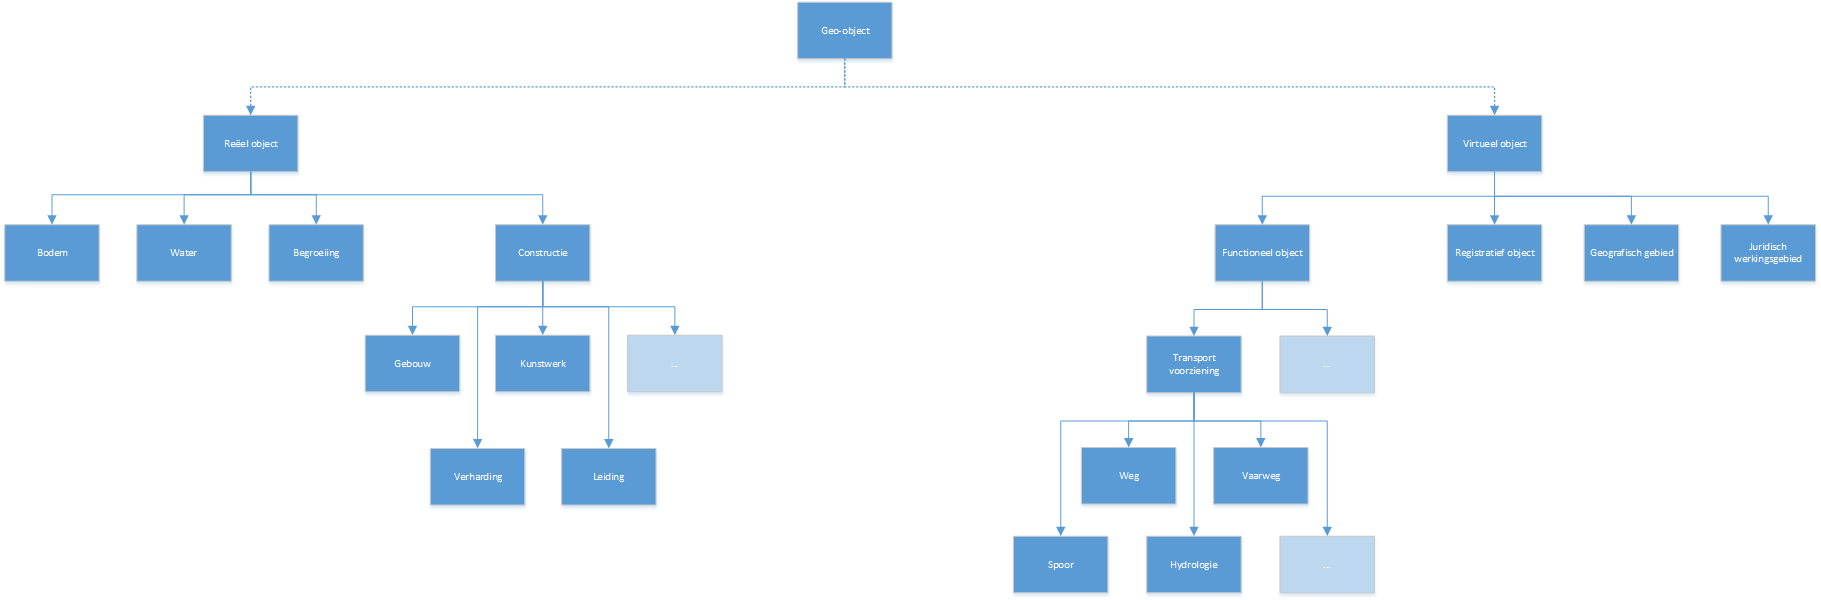 Geo-object
Reëel object
Virtueel object
Bodem
Water
Begroeiing
Constructie
Functioneel object
Registratief object
Geografisch gebied
Juridisch
werkingsgebied
Gebouw
Kunstwerk
...
Transport
voorziening
...
Verharding
Leiding
Weg
Vaarweg
Spoor
Hydrologie
...